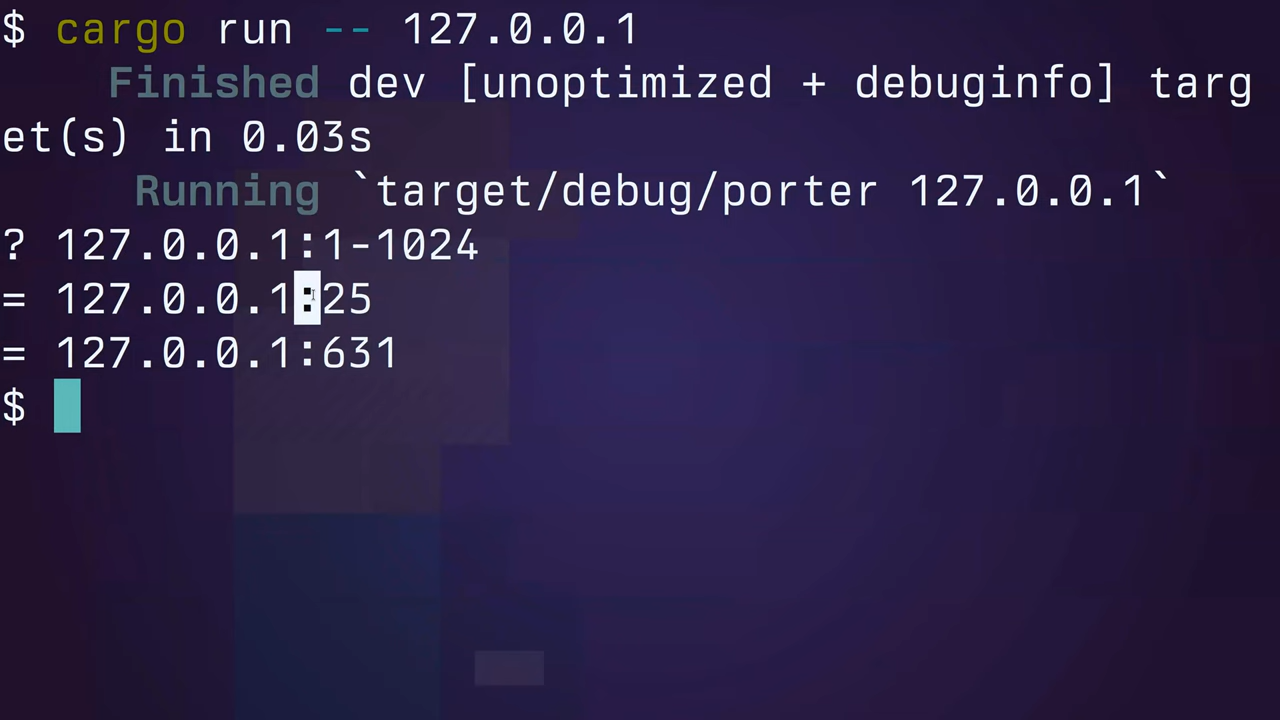 $ cargo run -- 127.0.0.1
Finished dev [unoptimized + debuginfo] targ
et(s) in 0.03s
Running `target/debug/porter 127.0.0.1`
? 127.0.0.1:1-1024
= 127.0.0.1:25
= 127.0.0.1:631
$